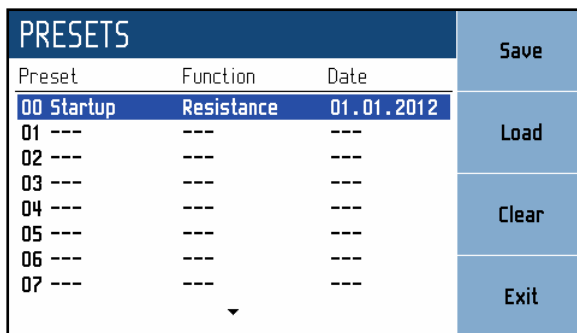 PRESETS
Preset Function Date
00 Startup Resistance 01.01.2012
01 --- --- ---
02 --- --- ---
03 --- --- ---
04 --- --- ---
05 --- --- ---
06 --- --- ---
07 --- --- ---
Save
Load
Clear
Exit